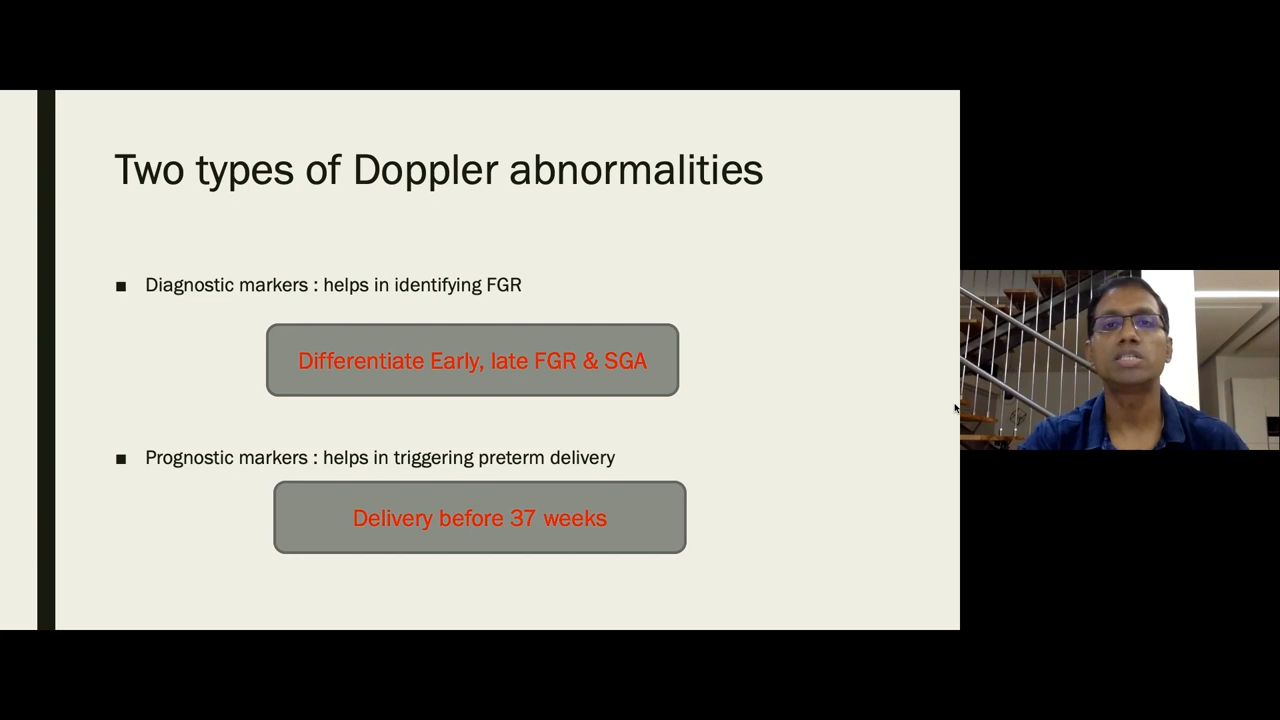 Two types of Doppler abnormalities
■ Diagnostic markers : helps in identifying FGR
Differentiate Early, late FGR & SGA
■ Prognostic markers : helps in triggering preterm delivery
Delivery before 37 weeks